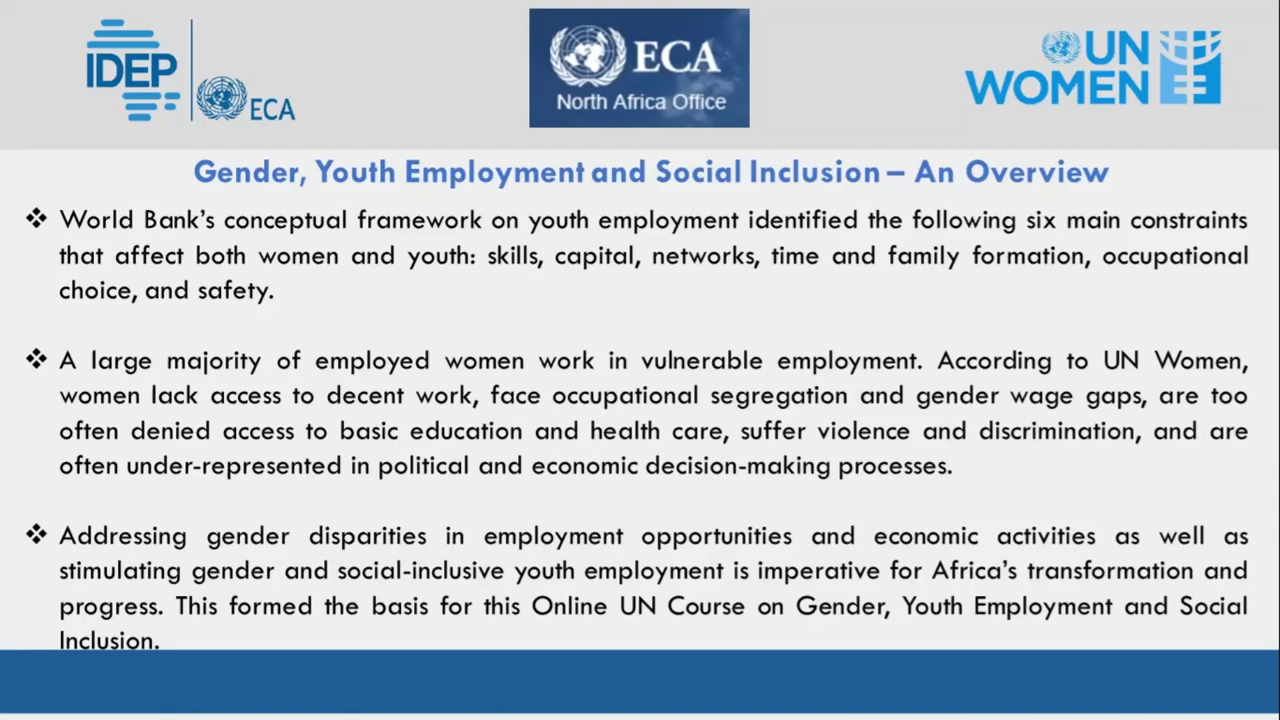 IDEP
ECA
ECA
North Africa Office
UN
WOMEN
Gender, Youth Employment and Social Inclusion – An Overview
❖ World Bank’s conceptual framework on youth employment identified the following six main constraints
that affect both women and youth: skills, capital, networks, time and family formation, occupational
choice, and safety.
❖ A large majority of employed women work in vulnerable employment. According to UN Women,
women lack access to decent work, face occupational segregation and gender wage gaps, are too
often denied access to basic education and health care, suffer violence and discrimination, and are
often under-represented in political and economic decision-making processes.
❖ Addressing gender disparities in employment opportunities and economic activities as well as
stimulating gender and social-inclusive youth employment is imperative for Africa’s transformation and
progress. This formed the basis for this Online UN Course on Gender, Youth Employment and Social
Inclusion.